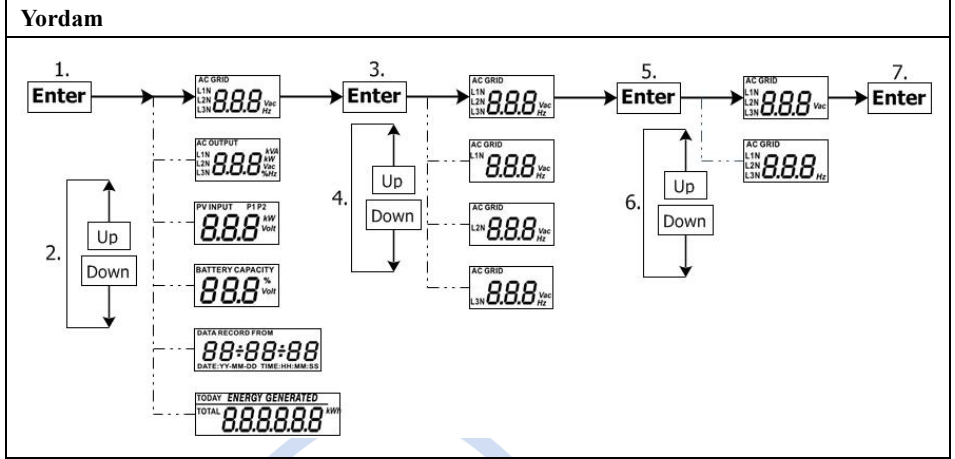 Yordam
1.
Enter
2.
Up
Down
AC GRID
L1N
L2N
L3N
8.8.8
Vac
Hz
AC OUTPUT
L1N
L2N
L3N
8.8.8
kVA
kW
Vac
%Hz
PV INPUT P1 P2
8.8.8
kW
Volt
BATTERY CAPACITY
88.8
%
Volt
DATA RECORD FROM
88:88:88
DATE:YY-MM-DD TIME:HH:MM:SS
TODAY ENERGY GENERATED
TOTAL 8.8.8.8.8.8 kWh
3.
Enter
4.
Up
Down
AC GRID
L1N
L2N
L3N
8.8.8
Vac
Hz
AC GRID
L1N
8.8.8
Vac
Hz
AC GRID
L2N
8.8.8
Vac
Hz
AC GRID
L3N
8.8.8
Vac
Hz
5.
Enter
6.
Up
Down
AC GRID
L1N
L2N
L3N
8.8.8
Vac
AC GRID
L1N
L2N
L3N
8.8.8
Hz
7.
Enter